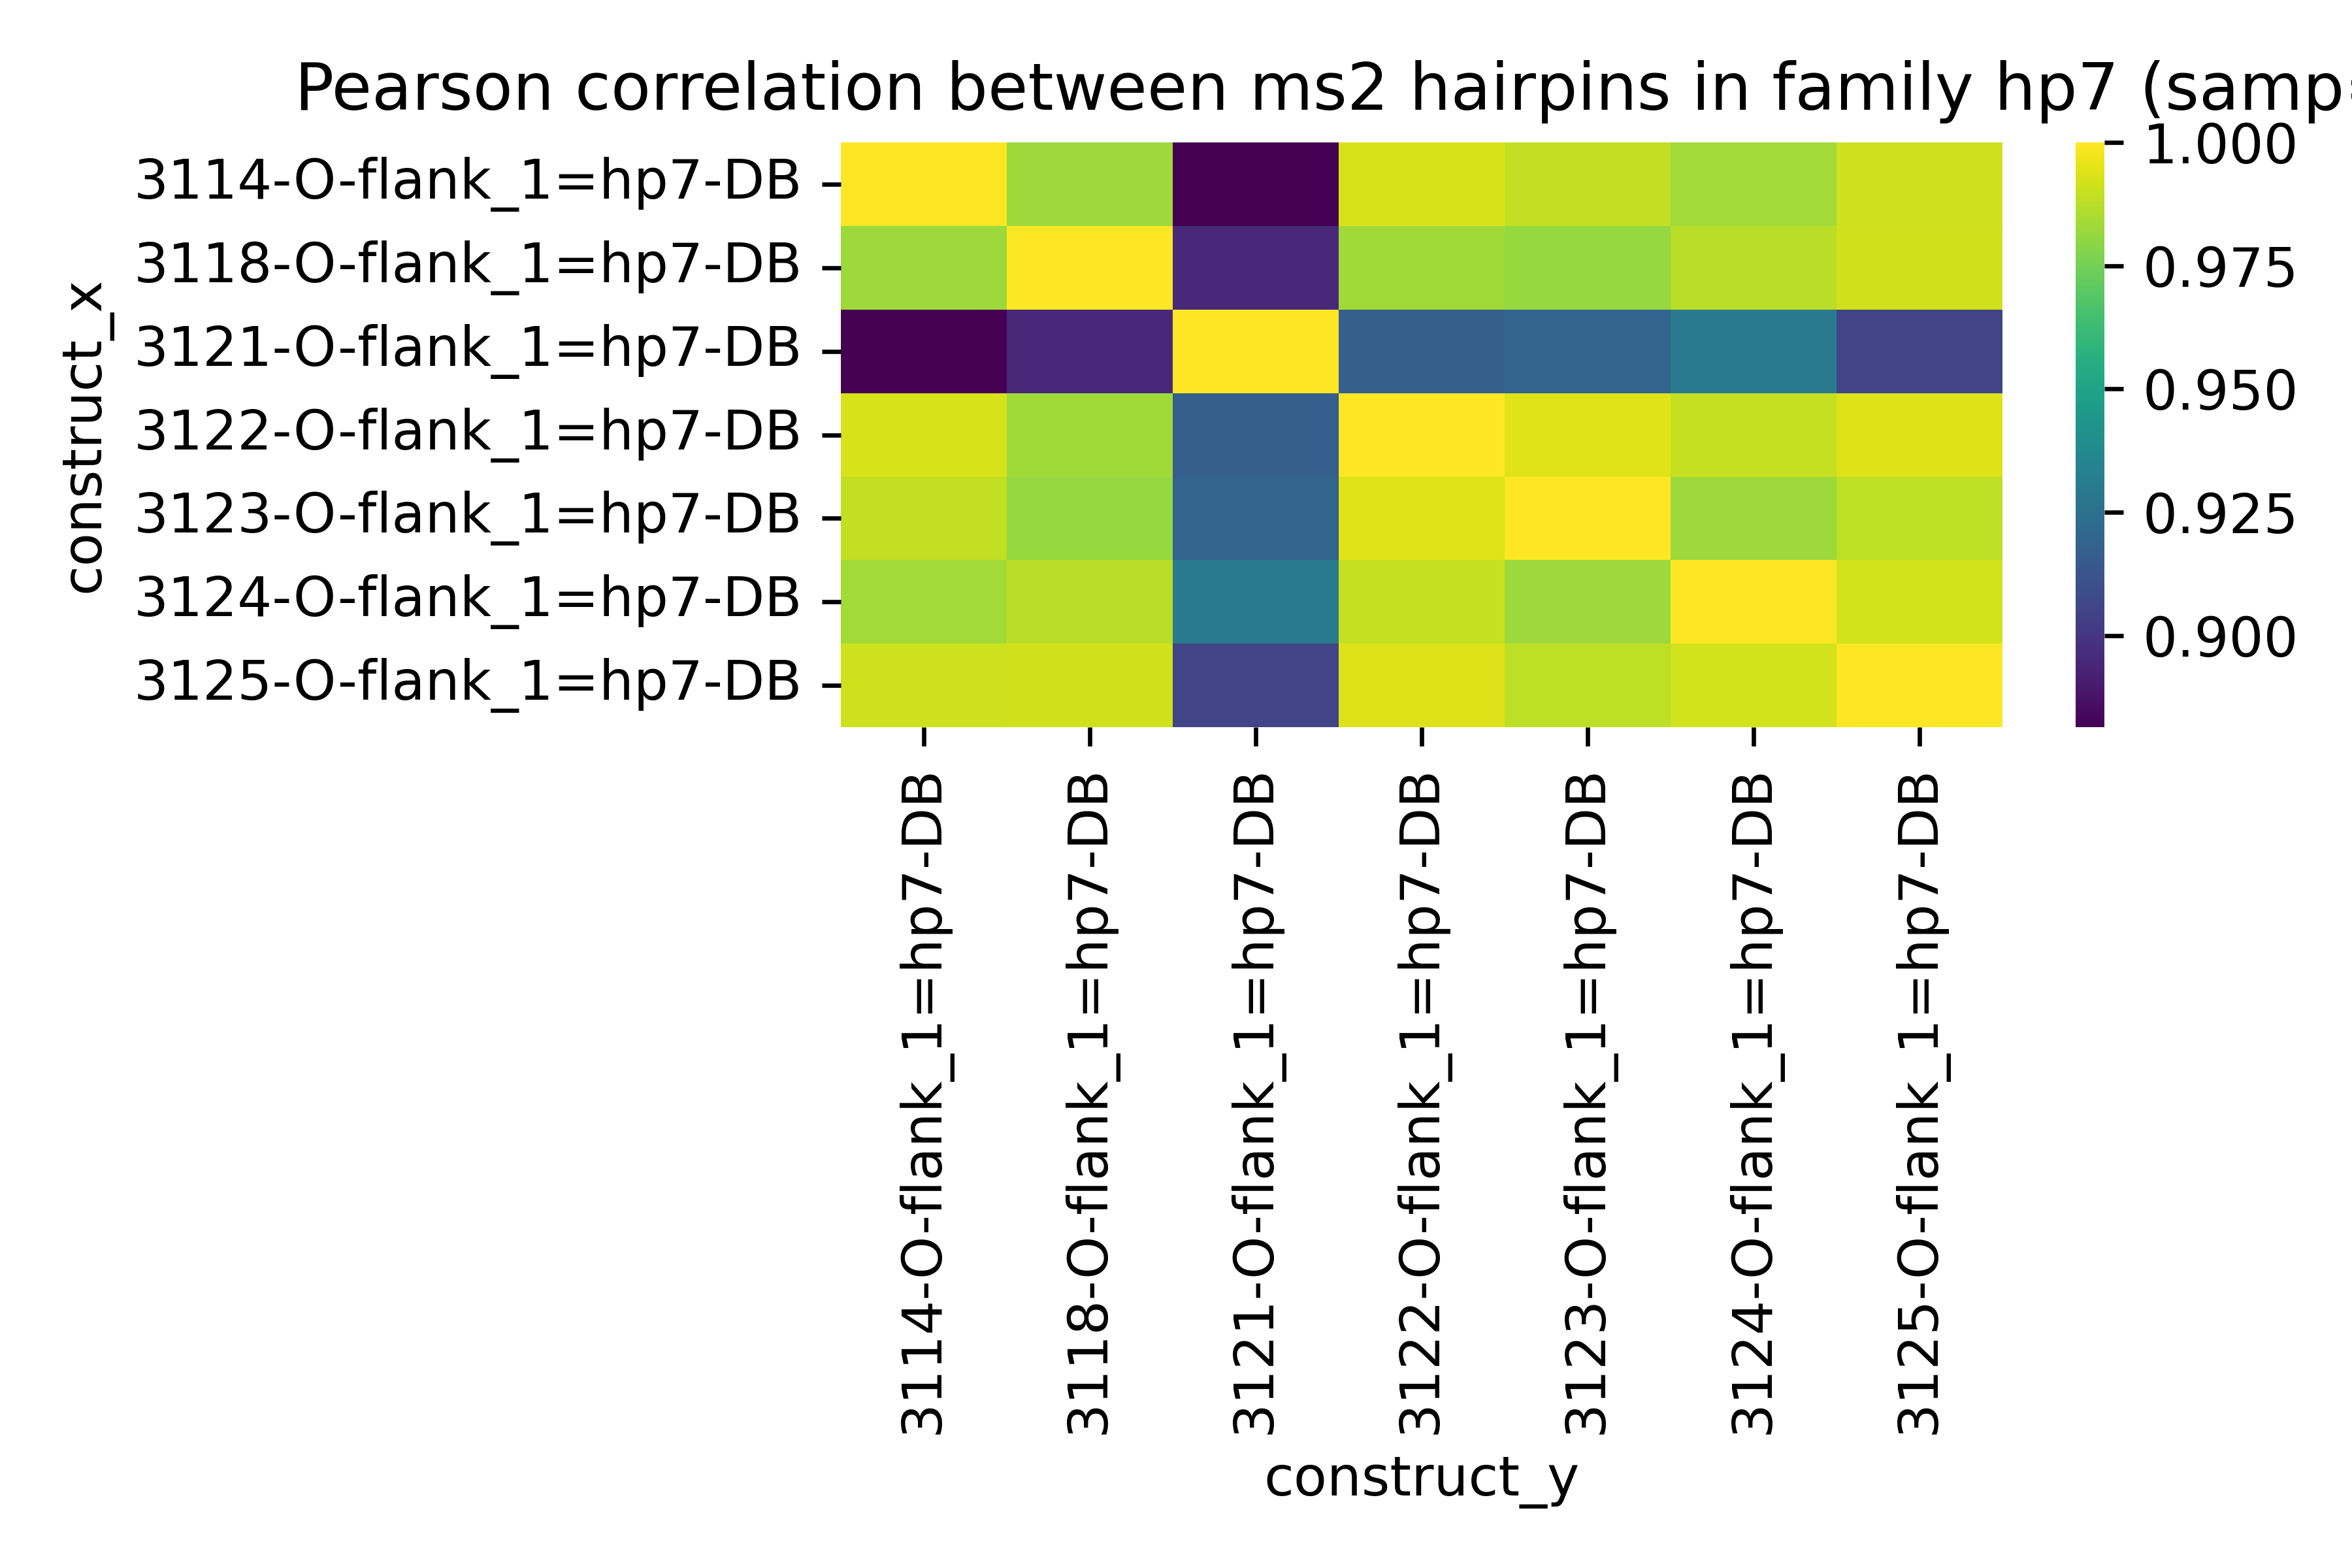 Pearson correlation between ms2 hairpins in family hp7 (samp
construct_x
3114-O-flank_1=hp7-DB
3118-O-flank_1=hp7-DB
3121-O-flank_1=hp7-DB
3122-O-flank_1=hp7-DB
3123-O-flank_1=hp7-DB
3124-O-flank_1=hp7-DB
3125-O-flank_1=hp7-DB
1.000
0.975
0.950
0.925
0.900
3114-O-flank_1=hp7-DB
3118-O-flank_1=hp7-DB
3121-O-flank_1=hp7-DB
3122-O-flank_1=hp7-DB
3123-O-flank_1=hp7-DB
3124-O-flank_1=hp7-DB
3125-O-flank_1=hp7-DB
construct_y